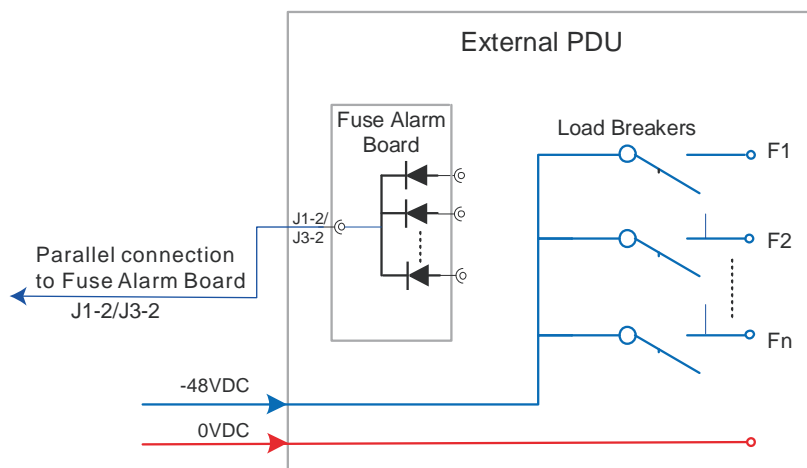 External PDU
Fuse Alarm
Board
Load Breakers
F1
J1-2/
J3-2
F2
Parallel connection
to Fuse Alarm Board
J1-2/J3-2
Fn
-48VDC
0VDC